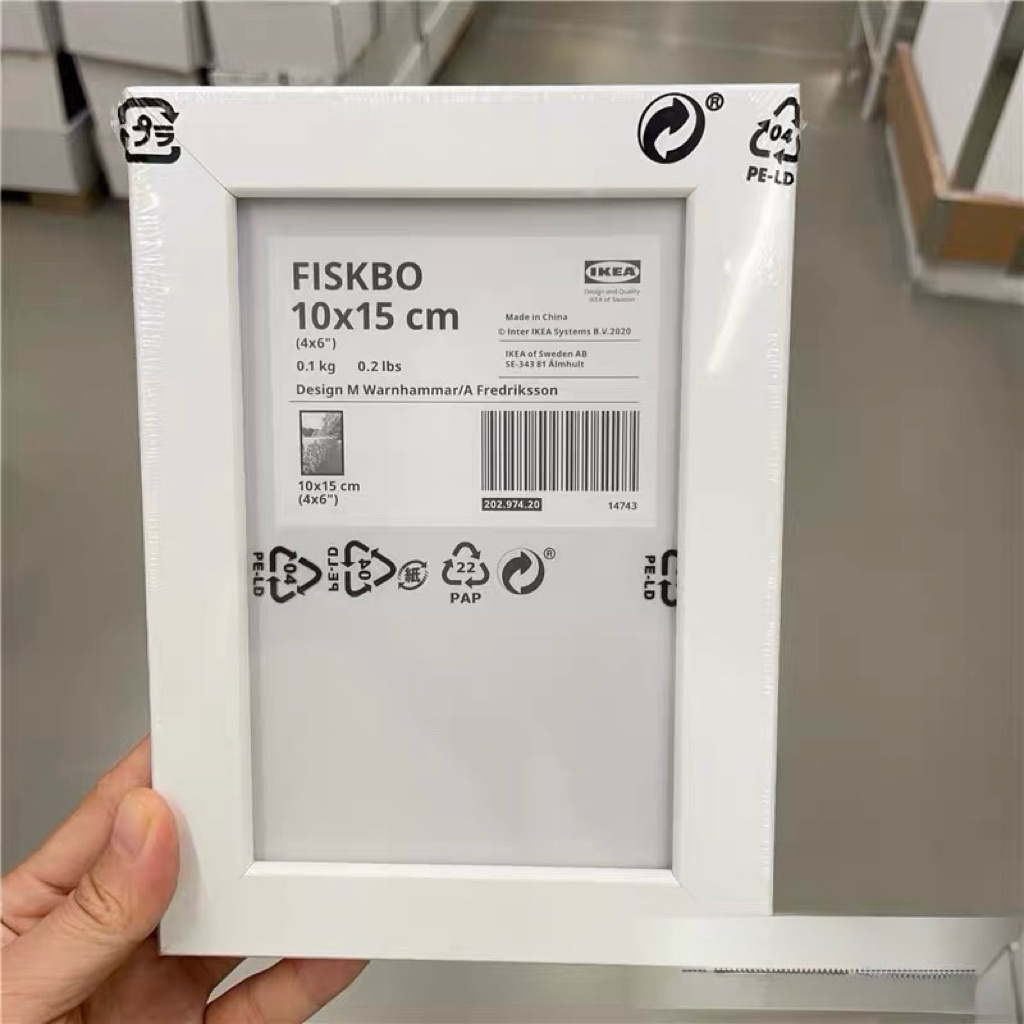 プラ
®
04
PE-LD
FISKBO
10x15 cm
(4x6")
0.1 kg 0.2 lbs
Design M Warnhammar/A Fredriksson
IKEA
Design and Quality
IKEA of Sweden
Made in China
© Inter IKEA Systems B.V.2020
IKEA of Sweden AB
SE-343 81 Älmhult
10x15 cm
(4x6")
202.974.20
14743
PE-LD
04
PE-LD
04
紙
22
PAP
®
PE-LD